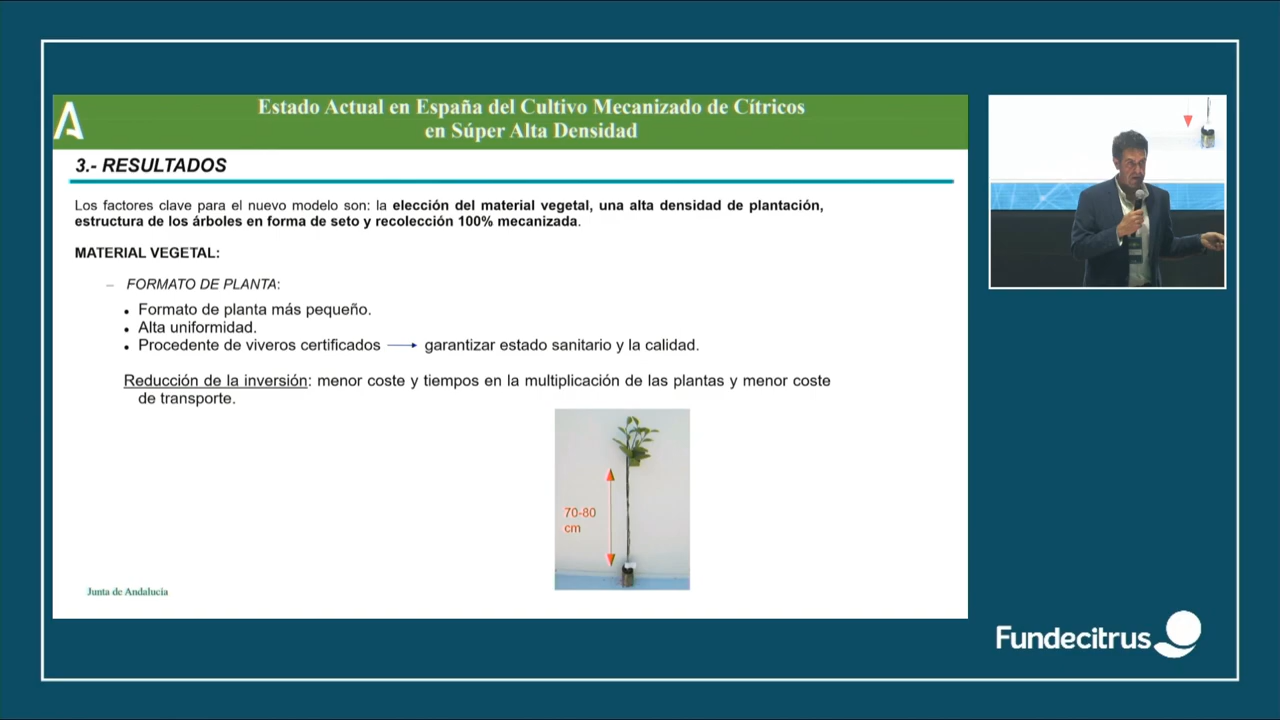 Estado Actual en España del Cultivo Mecanizado de Cítricos
en Súper Alta Densidad
3.- RESULTADOS
Los factores clave para el nuevo modelo son: la elección del material vegetal, una alta densidad de plantación,
estructura de los árboles en forma de seto y recolección 100% mecanizada.
MATERIAL VEGETAL:
– FORMATO DE PLANTA:
• Formato de planta más pequeño.
• Alta uniformidad.
• Procedente de viveros certificados → garantizar estado sanitario y la calidad.
Reducción de la inversión: menor coste y tiempos en la multiplicación de las plantas y menor coste
de transporte.
70-80
cm
Junta de Andalucía
Fundecitrus